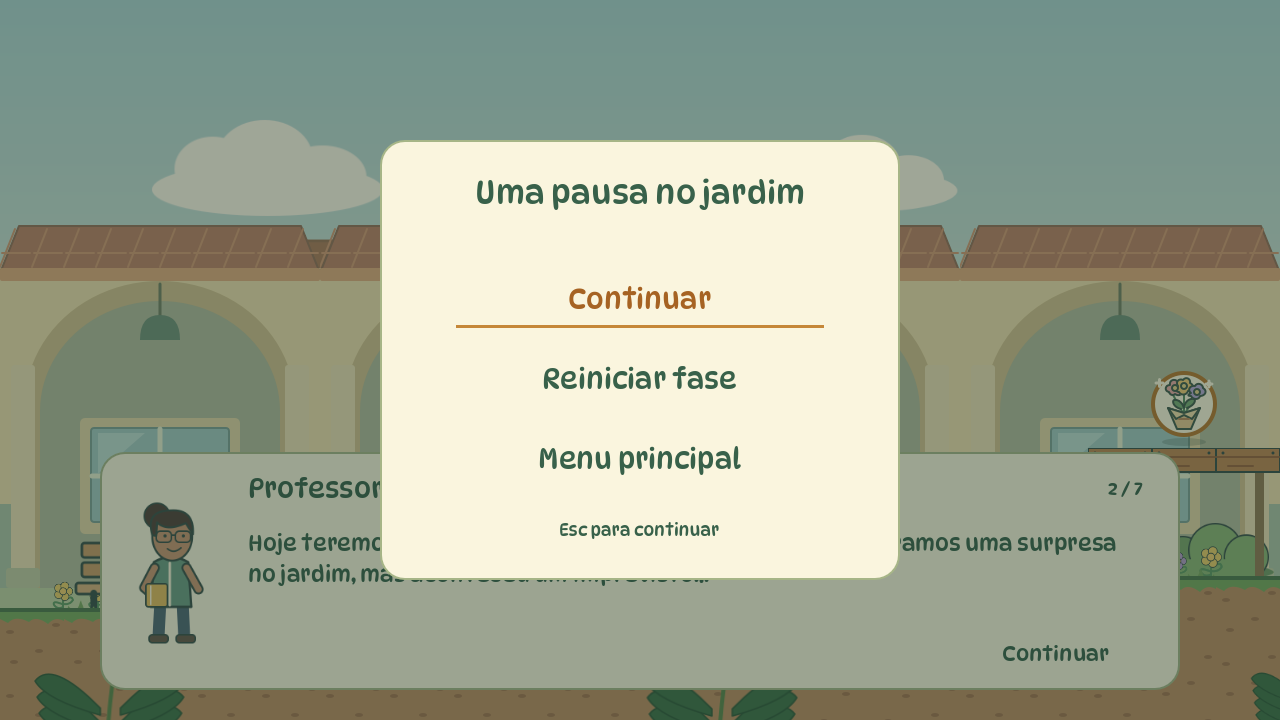 Uma pausa no jardim
Continuar
Reiniciar fase
Menu principal
Esc para continuar
Professor
2 / 7
Hoje teremo
ramos uma surpresa
no jardim, mas
Continuar